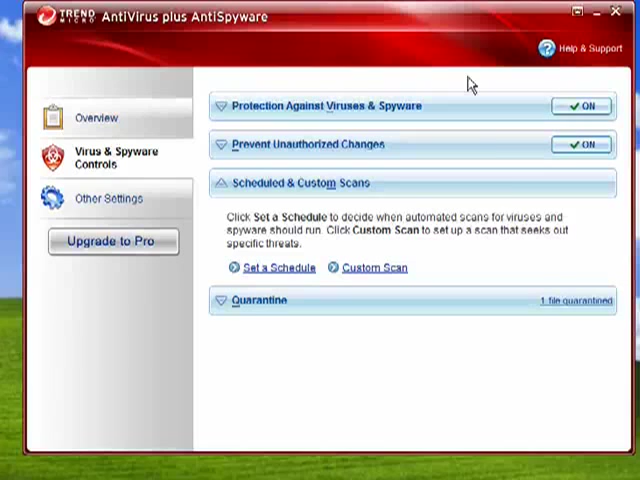 TREND MICRO AntiVirus plus AntiSpyware
Help & Support
Overview
Virus & Spyware
Controls
Other Settings
Upgrade to Pro
Protection Against Viruses & Spyware
ON
Prevent Unauthorized Changes
ON
Scheduled & Custom Scans
Click Set a Schedule to decide when automated scans for viruses and
spyware should run. Click Custom Scan to set up a scan that seeks out
specific threats.
Set a Schedule
Custom Scan
Quarantine
1 file quarantined